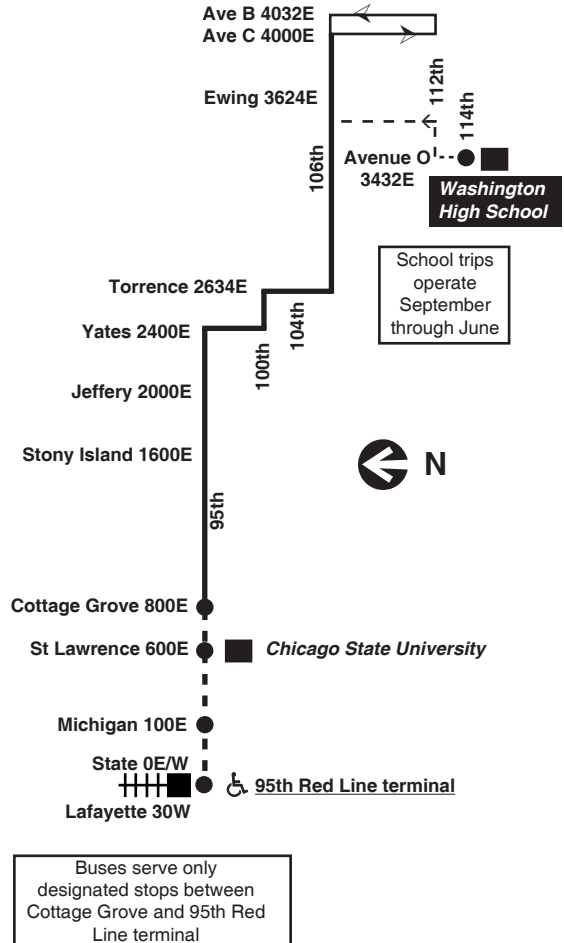 Ave B 4032E
Ave C 4000E
Ewing 3624E
106th
112th
114th
Avenue O
3432E
Washington
High School
School trips
operate
September
through June
Torrence 2634E
Yates 2400E
100th
104th
Jeffery 2000E
Stony Island 1600E
N
95th
Cottage Grove 800E
St Lawrence 600E
Chicago State University
Michigan 100E
State 0E/W
95th Red Line terminal
Lafayette 30W
Buses serve only
designated stops between
Cottage Grove and 95th Red
Line terminal